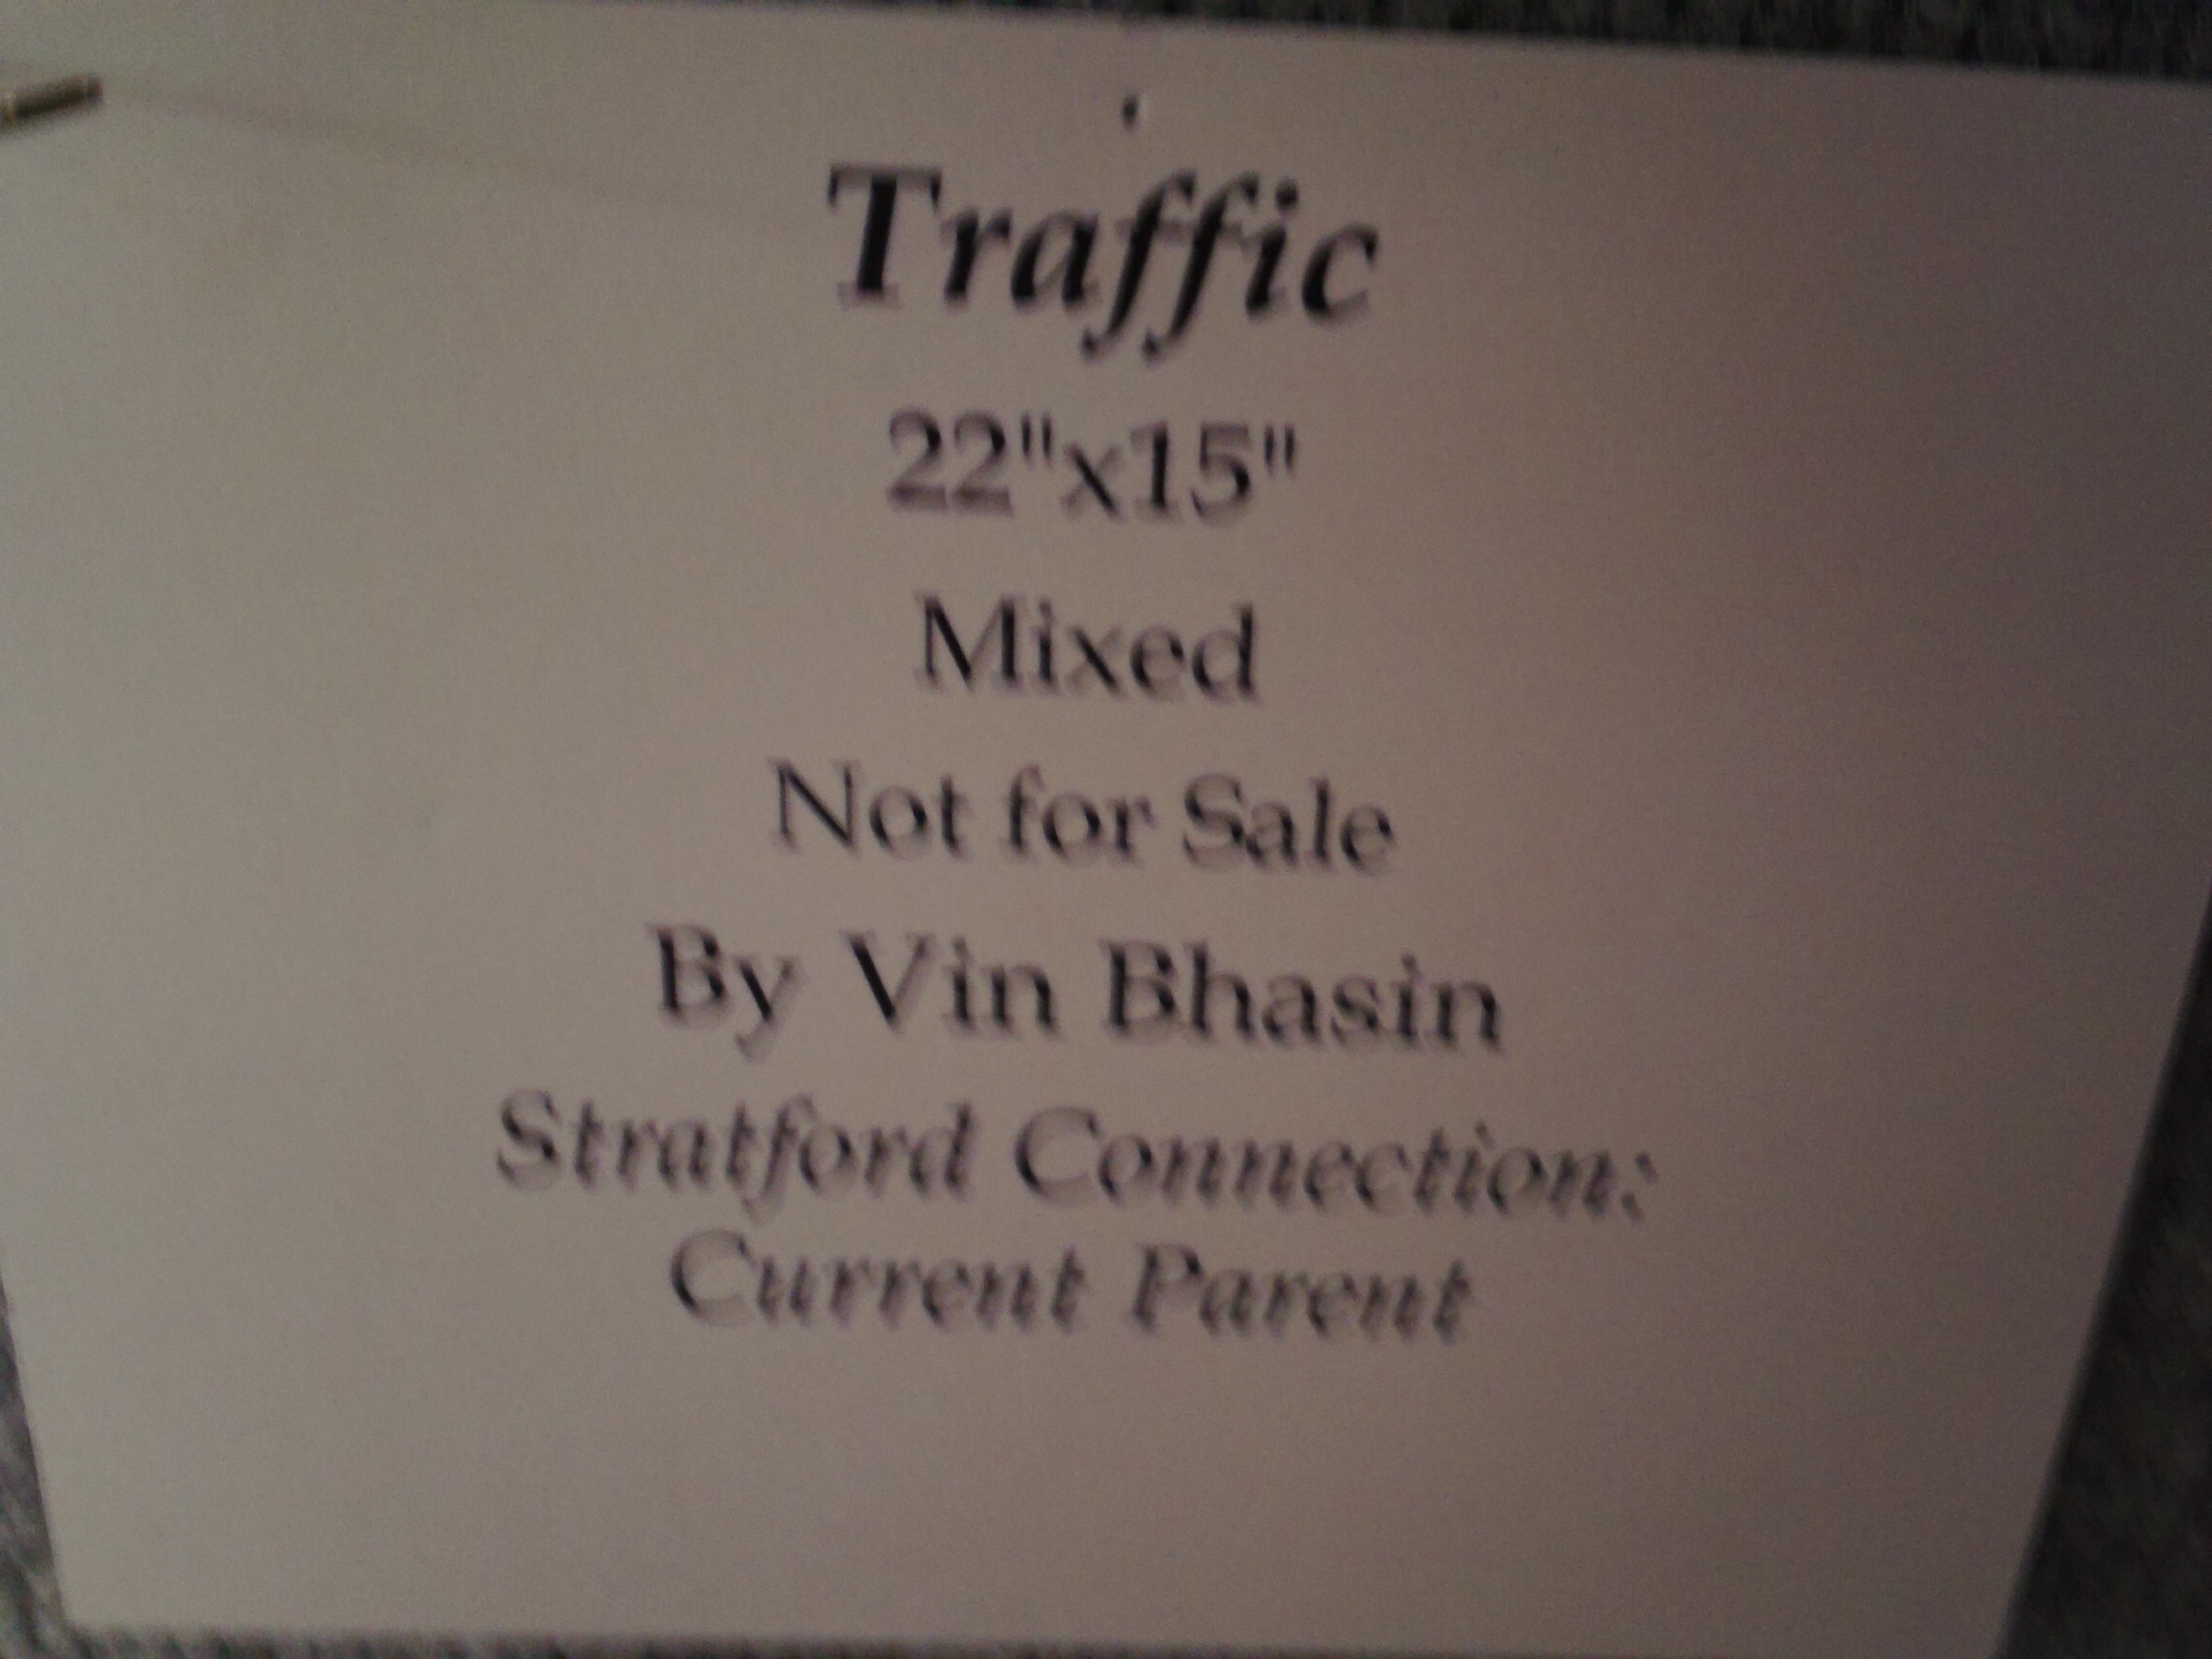 Traffic
22"x15"
Mixed
Not for Sale
By Vin Bhasin
Stratford Connection:
Current Parent